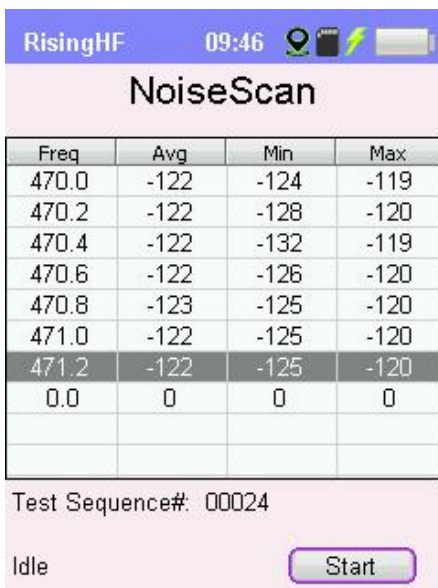 RisingHF 09:46
NoiseScan
Freq Avg Min Max
470.0 -122 -124 -119
470.2 -122 -128 -120
470.4 -122 -132 -119
470.6 -122 -126 -120
470.8 -123 -125 -120
471.0 -122 -125 -120
471.2 -122 -125 -120
0.0 0 0 0
Test Sequence#: 00024
Idle Start